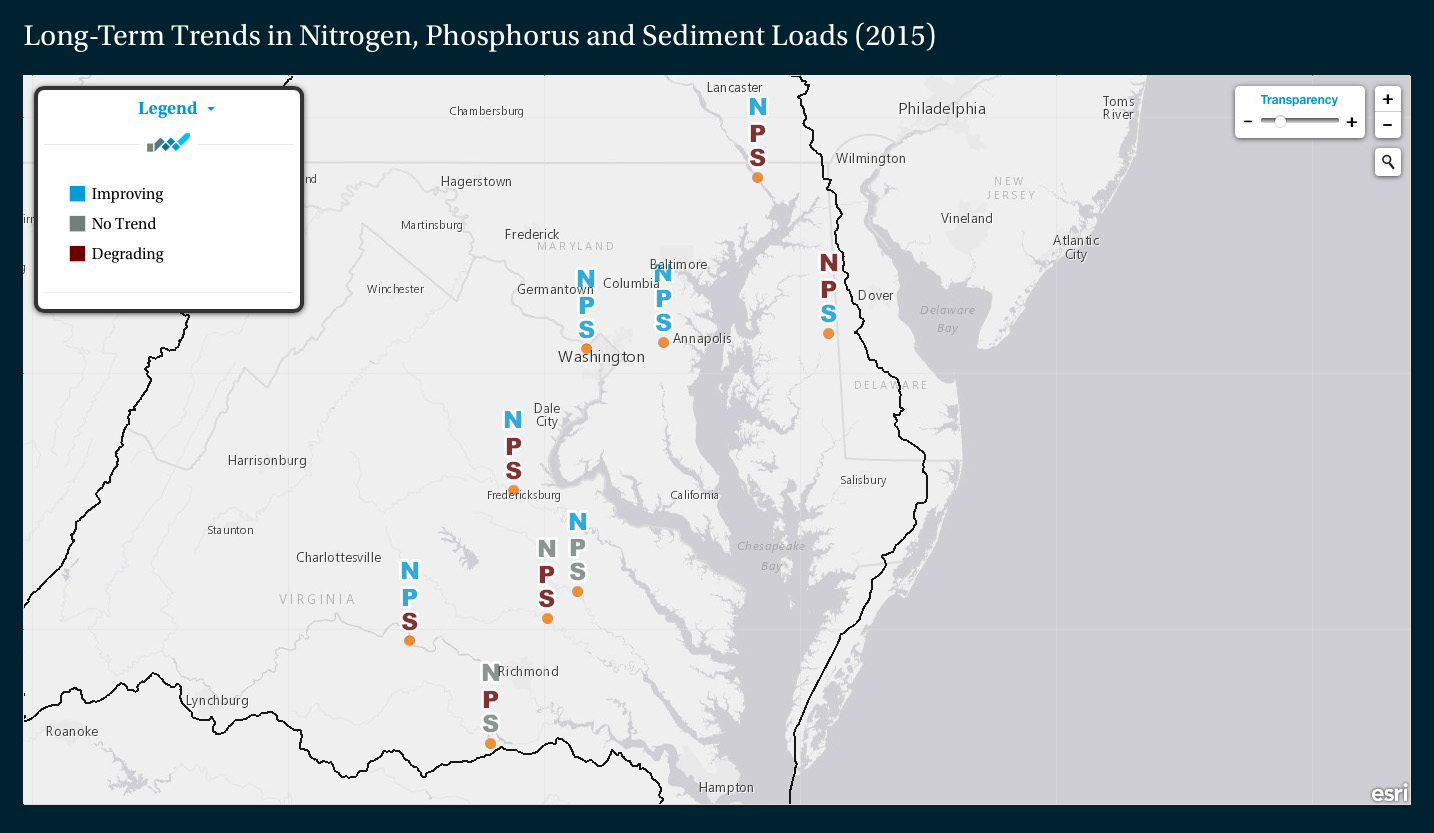 Long-Term Trends in Nitrogen, Phosphorus and Sediment Loads (2015)
Legend
Improving
No Trend
Degrading
Transparency
−
+
+
−
Lancaster
Chambersburg
Philadelphia
Toms
River
N
P
S
Wilmington
nd
Hagerstown
NEW
JERSEY
Vineland
Martinsburg
Frederick
MARYLAND
Atlantic
City
Baltimore
N
P
S
Columbia
Germantown
N
P
S
Winchester
N
P
S
Dover
Delaware
Bay
Annapolis
Washington
DELAWARE
Dale
City
N
P
S
Harrisonburg
Fredericksburg
California
Salisbury
Staunton
N
P
S
Charlottesville
N
P
S
Chesapeake
Bay
VIRGINIA
N
P
S
Richmond
N
P
S
Lynchburg
Roanoke
Hampton
esri